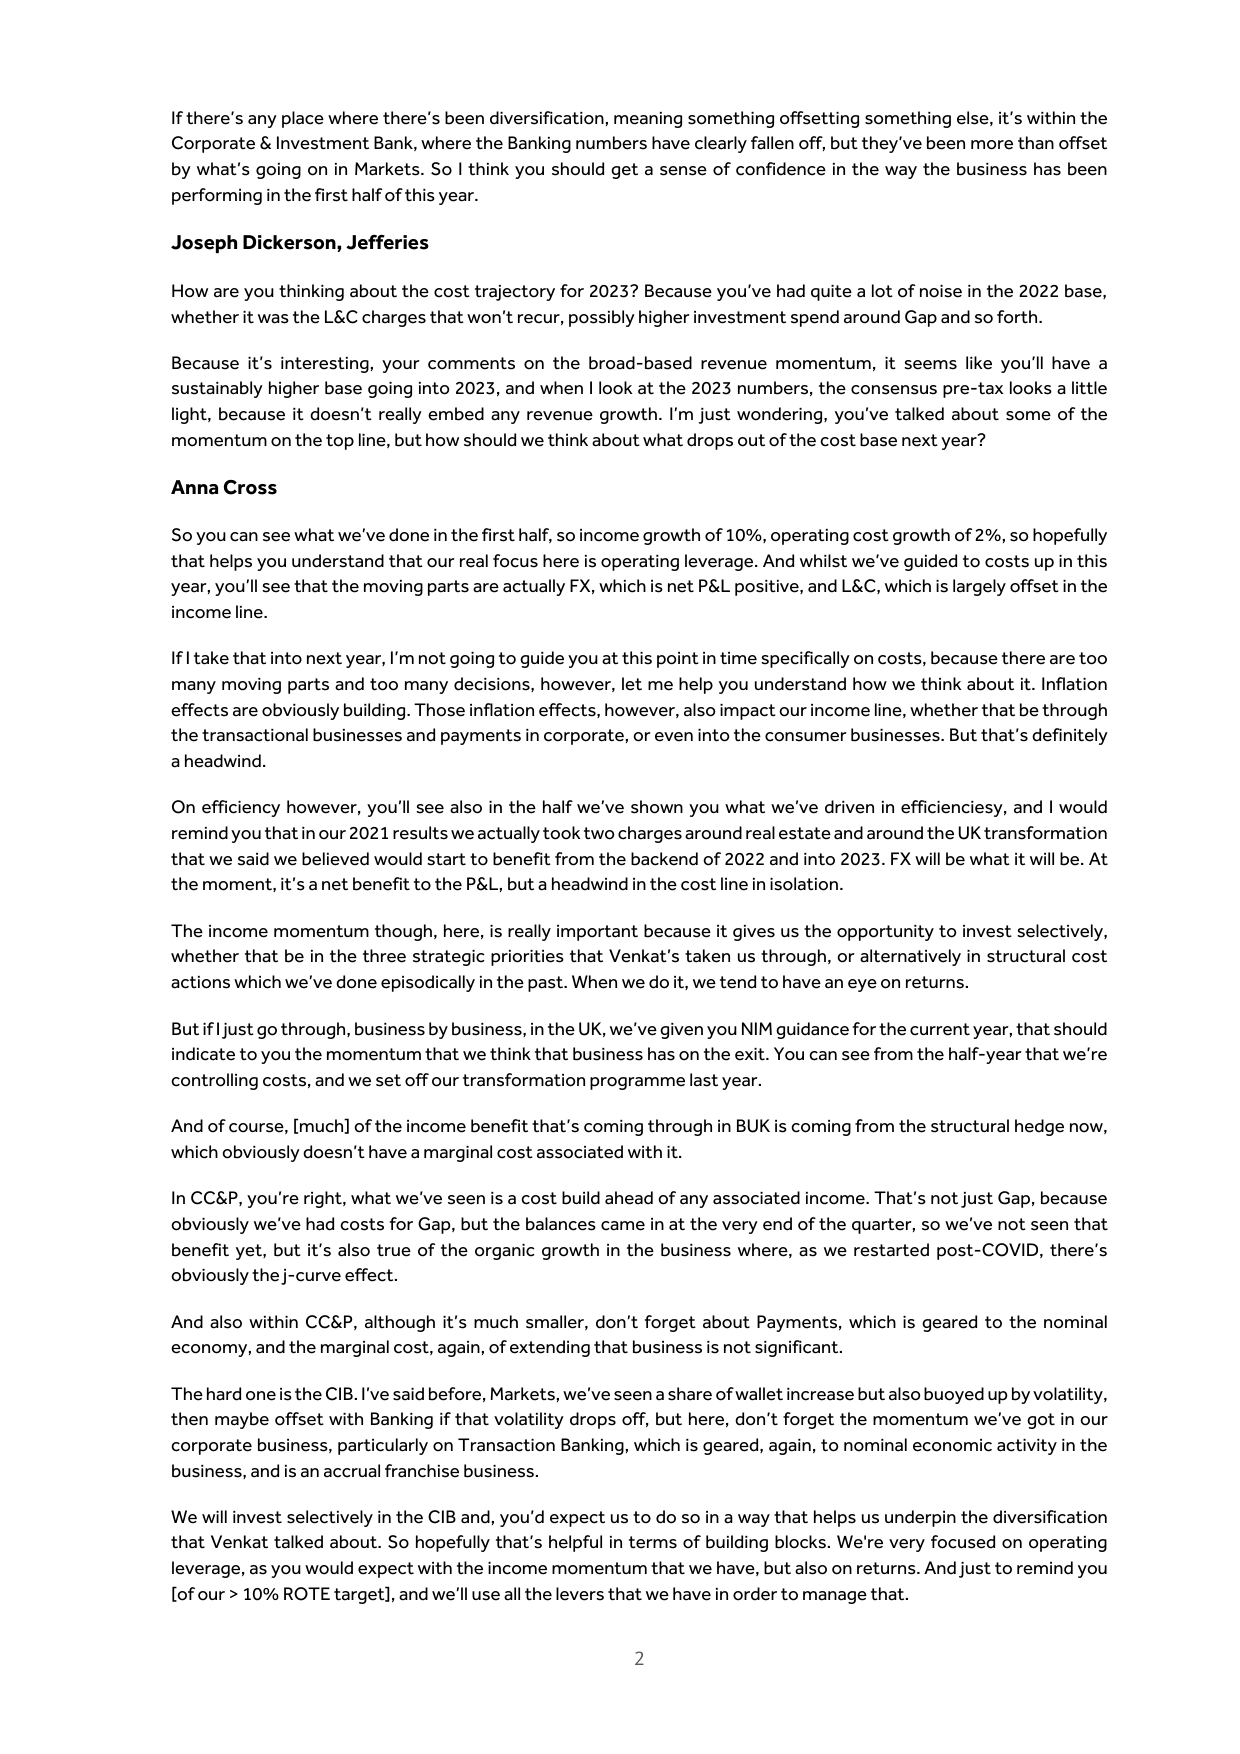 If there's any place where there's been diversification, meaning something offsetting something else, it's within the
Corporate & Investment Bank, where the Banking numbers have clearly fallen off, but they've been more than offset
by what's going on in Markets. So I think you should get a sense of confidence in the way the business has been
performing in the first half of this year.
Joseph Dickerson, Jefferies
How are you thinking about the cost trajectory for 2023? Because you've had quite a lot of noise in the 2022 base,
whether it was the L&C charges that won't recur, possibly higher investment spend around Gap and so forth.
Because it's interesting, your comments on the broad-based revenue momentum, it seems like you'll have a
sustainably higher base going into 2023, and when I look at the 2023 numbers, the consensus pre-tax looks a little
light, because it doesn't really embed any revenue growth. I'm just wondering, you've talked about some of the
momentum on the top line, but how should we think about what drops out of the cost base next year?
Anna Cross
So you can see what we've done in the first half, so income growth of 10%, operating cost growth of 2%, so hopefully
that helps you understand that our real focus here is operating leverage. And whilst we've guided to costs up in this
year, you'll see that the moving parts are actually FX, which is net P&L positive, and L&C, which is largely offset in the
income line.
If I take that into next year, I'm not going to guide you at this point in time specifically on costs, because there are too
many moving parts and too many decisions, however, let me help you understand how we think about it. Inflation
effects are obviously building. Those inflation effects, however, also impact our income line, whether that be through
the transactional businesses and payments in corporate, or even into the consumer businesses. But that's definitely
a headwind.
On efficiency however, you'll see also in the half we've shown you what we've driven in efficienciesy, and I would
remind you that in our 2021 results we actually took two charges around real estate and around the UK transformation
that we said we believed would start to benefit from the backend of 2022 and into 2023. FX will be what it will be. At
the moment, it's a net benefit to the P&L, but a headwind in the cost line in isolation.
The income momentum though, here, is really important because it gives us the opportunity to invest selectively,
whether that be in the three strategic priorities that Venkat's taken us through, or alternatively in structural cost
actions which we've done episodically in the past. When we do it, we tend to have an eye on returns.
But if I just go through, business by business, in the UK, we've given you NIM guidance for the current year, that should
indicate to you the momentum that we think that business has on the exit. You can see from the half-year that we're
controlling costs, and we set off our transformation programme last year.
And of course, [much] of the income benefit that's coming through in BUK is coming from the structural hedge now,
which obviously doesn't have a marginal cost associated with it.
In CC&P, you're right, what we've seen is a cost build ahead of any associated income. That's not just Gap, because
obviously we've had costs for Gap, but the balances came in at the very end of the quarter, so we've not seen that
benefit yet, but it's also true of the organic growth in the business where, as we restarted post-COVID, there's
obviously the j-curve effect.
And also within CC&P, although it's much smaller, don't forget about Payments, which is geared to the nominal
economy, and the marginal cost, again, of extending that business is not significant.
The hard one is the CIB. I've said before, Markets, we've seen a share of wallet increase but also buoyed up by volatility,
then maybe offset with Banking if that volatility drops off, but here, don't forget the momentum we've got in our
corporate business, particularly on Transaction Banking, which is geared, again, to nominal economic activity in the
business, and is an accrual franchise business.
We will invest selectively in the CIB and, you'd expect us to do so in a way that helps us underpin the diversification
that Venkat talked about. So hopefully that's helpful in terms of building blocks. We're very focused on operating
leverage, as you would expect with the income momentum that we have, but also on returns. And just to remind you
[of our > 10% ROTE target], and we'll use all the levers that we have in order to manage that.
2